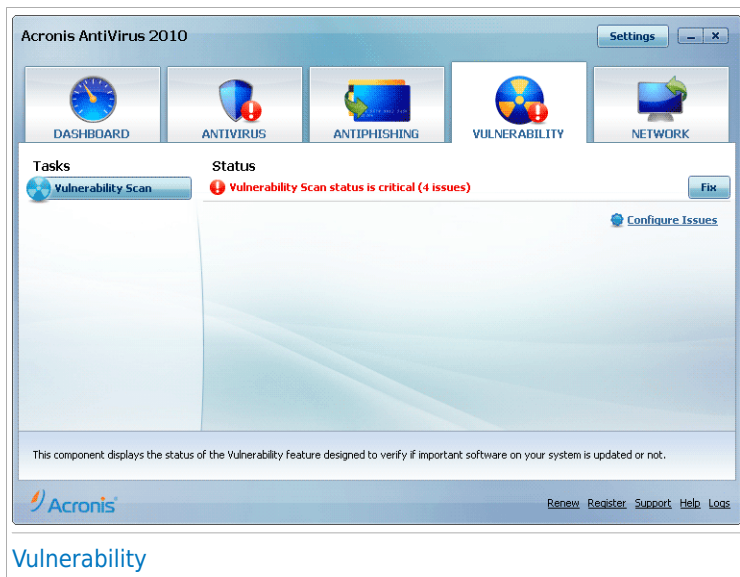 Acronis AntiVirus 2010
Settings
DASHBOARD
ANTIVIRUS
ANTIPHISHING
VULNERABILITY
NETWORK
Tasks
Vulnerability Scan
Status
Vulnerability Scan status is critical (4 issues)
Fix
Configure Issues
This component displays the status of the Vulnerability feature designed to verify if important software on your system is updated or not.
Acronis
Renew Register Support Help Logs
Vulnerability